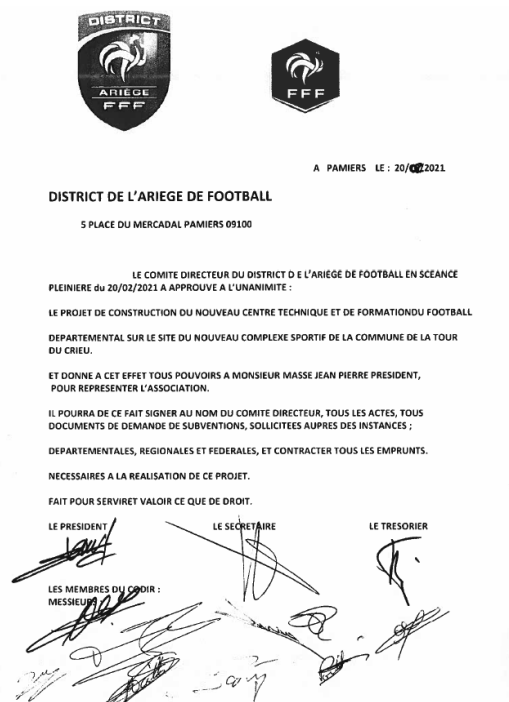 DISTRICT
ARIÈGE
FFF
FFF
A PAMIERS LE : 20/02/2021
DISTRICT DE L'ARIEGE DE FOOTBALL
5 PLACE DU MERCADAL PAMIERS 09100
LE COMITE DIRECTEUR DU DISTRICT D E L'ARIÉGE DE FOOTBALL EN SCEANCE
PLEINIERE du 20/02/2021 A APPROUVE A L'UNANIMITE :
LE PROJET DE CONSTRUCTION DU NOUVEAU CENTRE TECHNIQUE ET DE FORMATIONDU FOOTBALL
DEPARTEMENTAL SUR LE SITE DU NOUVEAU COMPLEXE SPORTIF DE LA COMMUNE DE LA TOUR
DU CRIEU.
ET DONNE A CET EFFET TOUS POUVOIRS A MONSIEUR MASSE JEAN PIERRE PRESIDENT,
POUR REPRESENTER L'ASSOCIATION.
IL POURRA DE CE FAIT SIGNER AU NOM DU COMITE DIRECTEUR, TOUS LES ACTES, TOUS
DOCUMENTS DE DEMANDE DE SUBVENTIONS, SOLLICITEES AUPRES DES INSTANCES ;
DEPARTEMENTALES, REGIONALES ET FEDERALES, ET CONTRACTER TOUS LES EMPRUNTS.
NECESSAIRES A LA REALISATION DE CE PROJET.
FAIT POUR SERVIRET VALOIR CE QUE DE DROIT.
LE PRESIDENT LE SECRETAIRE LE TRESORIER
LES MEMBRES DU CODIR :
MESSIEURS